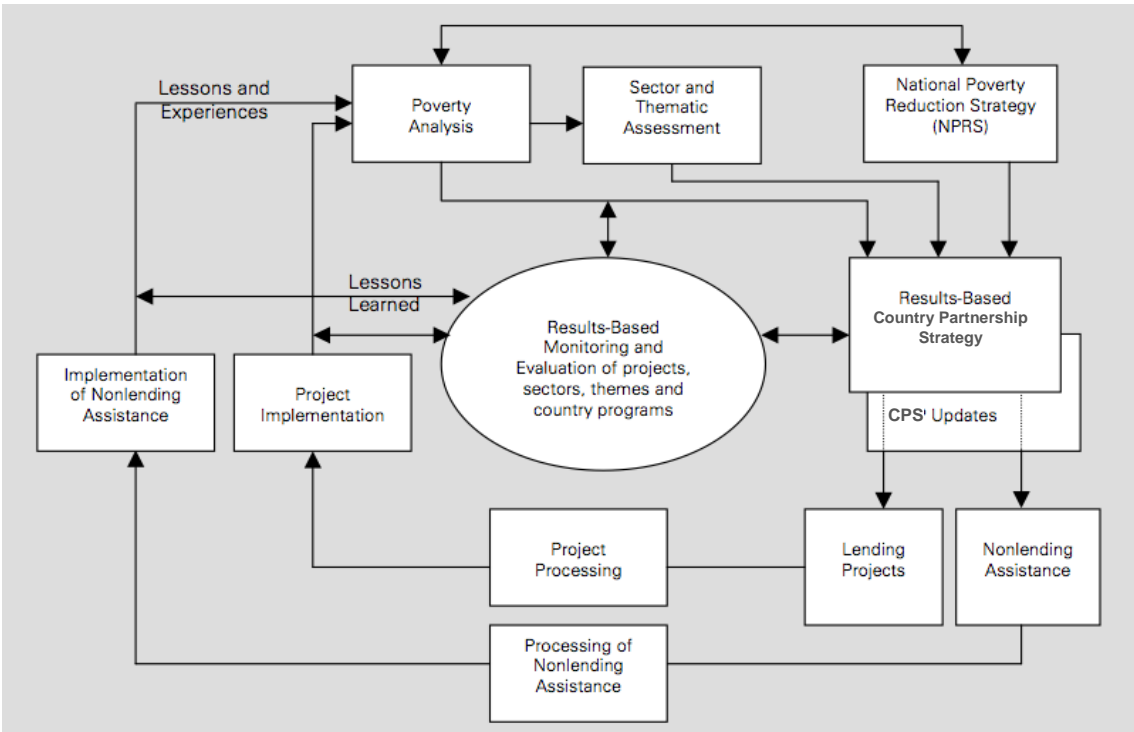 Lessons and
Experiences
Poverty
Analysis
Sector and
Thematic
Assessment
National Poverty
Reduction Strategy
(NPRS)
Lessons
Learned
Results-Based
Monitoring and
Evaluation of projects,
sectors, themes and
country programs
Results-Based
Country Partnership
Strategy
CPS' Updates
Implementation
of Nonlending
Assistance
Project
Implementation
Project
Processing
Lending
Projects
Nonlending
Assistance
Processing of
Nonlending
Assistance